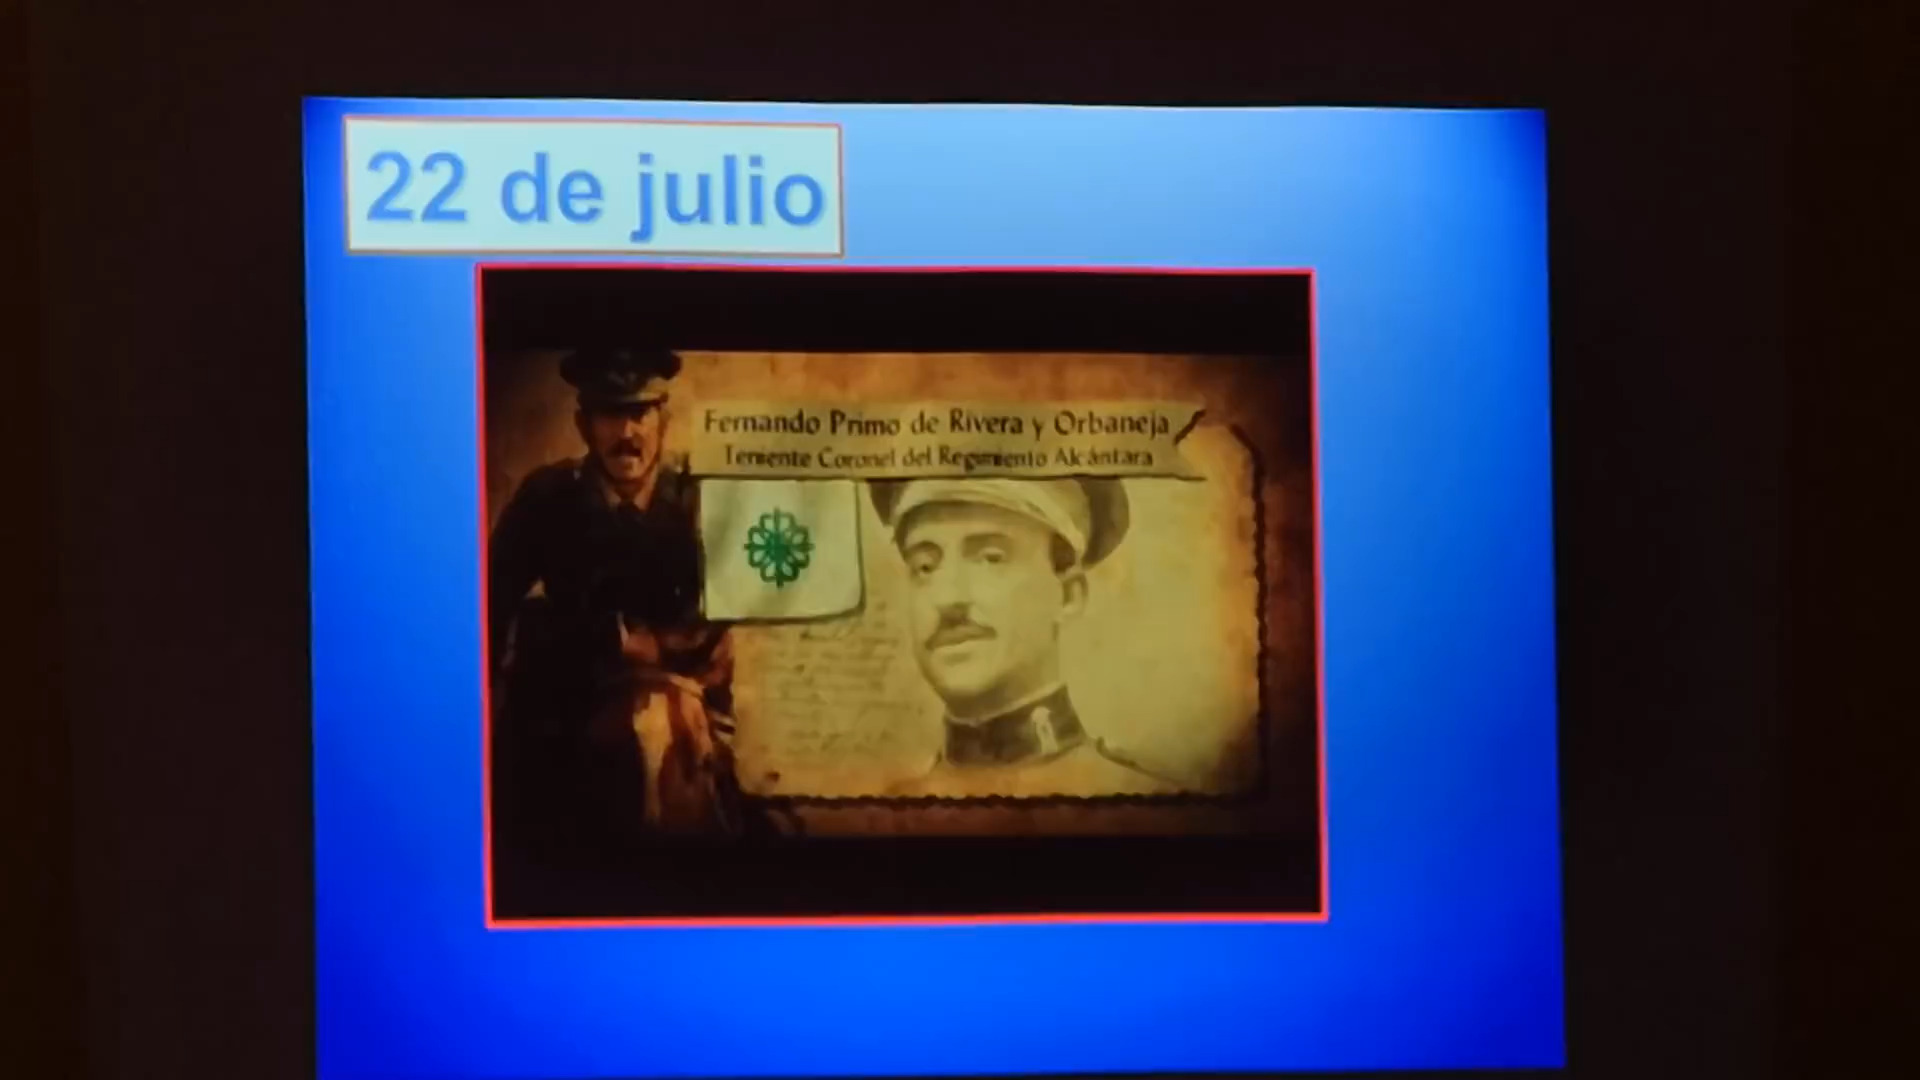 22 de julio
Fernando Primo de Rivera y Orbaneja
Teniente Coronel del Regimiento Alcántara